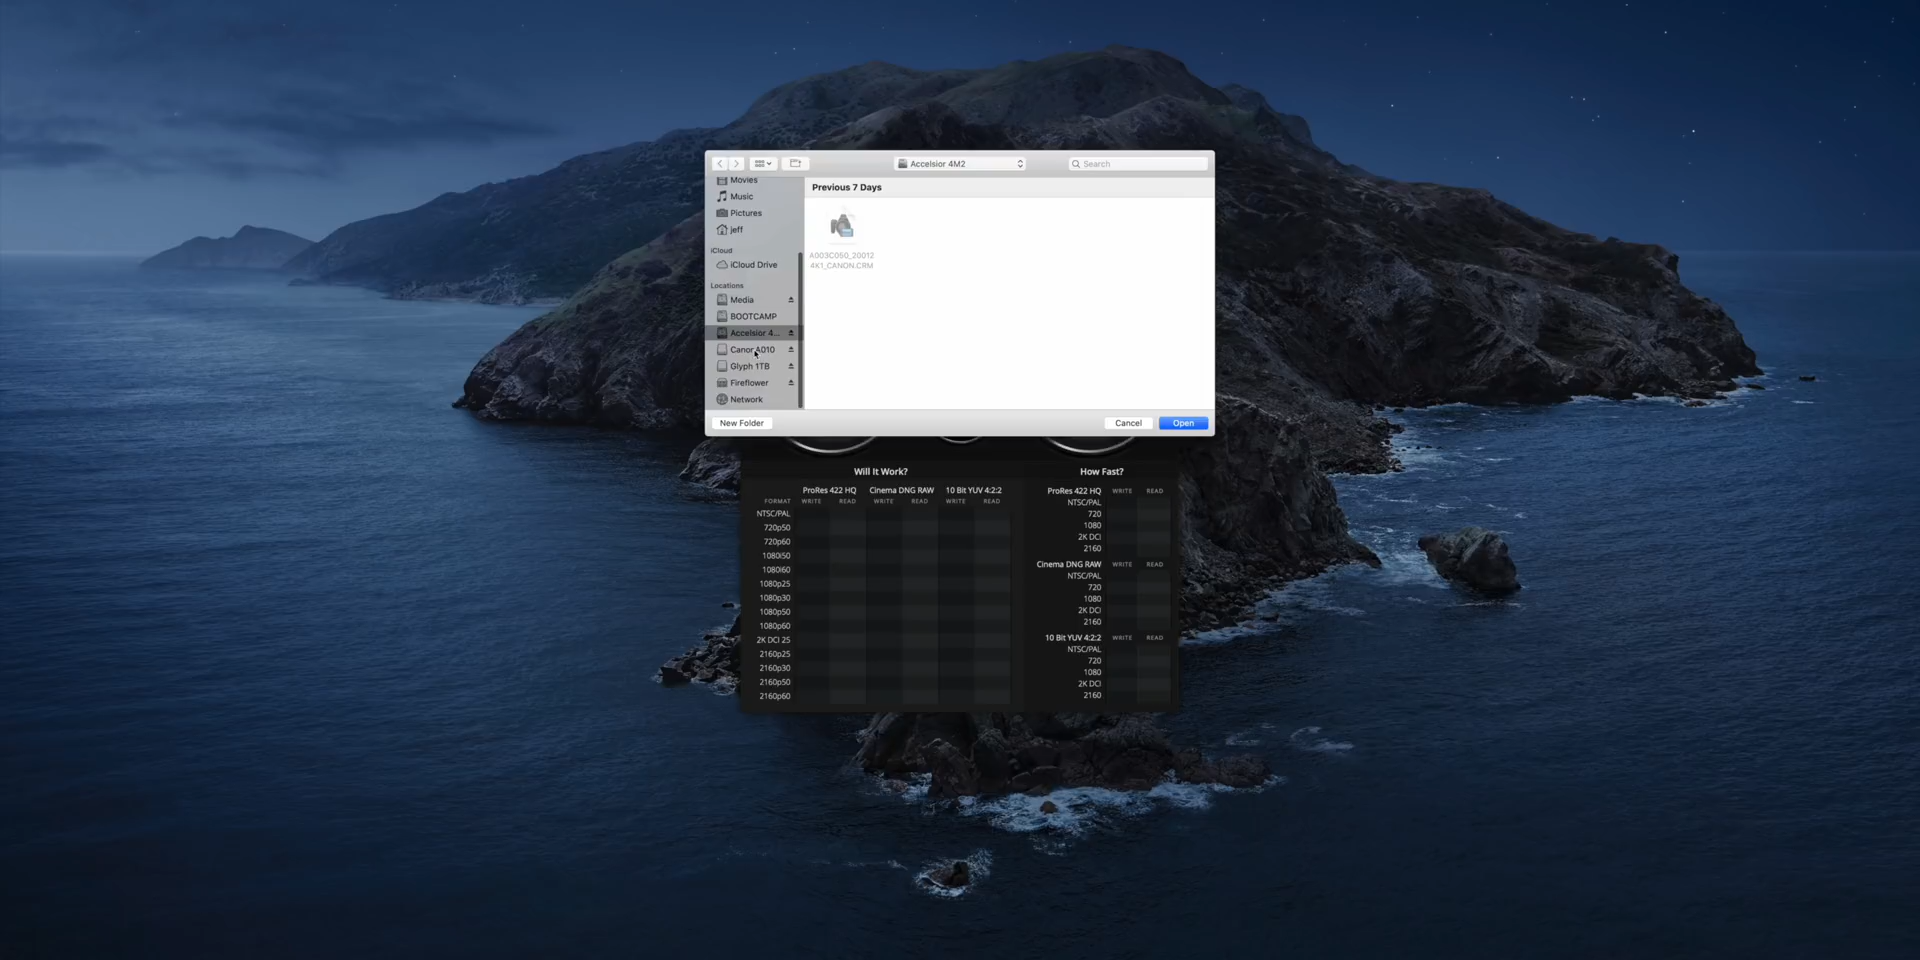 Accelsior 4M2
Search
Movies
Previous 7 Days
Music
Pictures
jeff
iCloud
A003C050_20012
4X1_CANON.CRM
iCloud Drive
Locations
Media
BOOTCAMP
Accelsior 4...
Canon A010
Glyph 1TB
Fireflower
Network
New Folder
Cancel
Open
Will It Work?
ProRes 422 HQ Cinema DNG RAW 10 Bit YUV 4:2:2
FORMAT WRITE READ WRITE READ WRITE READ
NTSC/PAL
720p50
720p60
1080i50
1080i60
1080p25
1080p30
1080p50
1080p60
2K DCI 25
2160p25
2160p30
2160p50
2160p60
How Fast?
ProRes 422 HQ WRITE READ
NTSC/PAL
720
1080
2K DCI
2160
Cinema DNG RAW WRITE READ
NTSC/PAL
720
1080
2K DCI
2160
10 Bit YUV 4:2:2 WRITE READ
NTSC/PAL
720
1080
2K DCI
2160